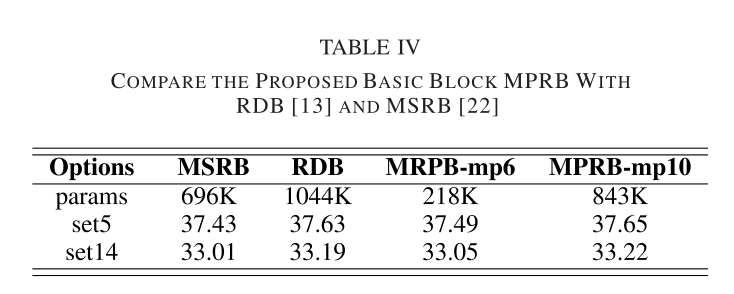 TABLE IV
COMPARE THE PROPOSED BASIC BLOCK MPRB WITH
RDB [13] AND MSRB [22]
Options MSRB RDB MRPB-mp6 MPRB-mp10
params 696K 1044K 218K 843K
set5 37.43 37.63 37.49 37.65
set14 33.01 33.19 33.05 33.22